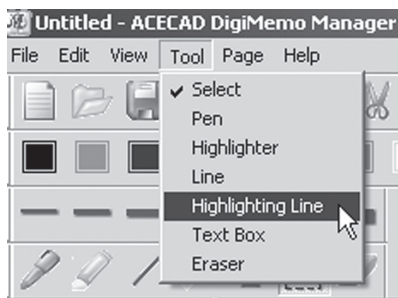 Untitled - ACECAD DigiMemo Manager
File Edit View Tool Page Help
Select
Pen
Highlighter
Line
Highlighting Line
Text Box
Eraser